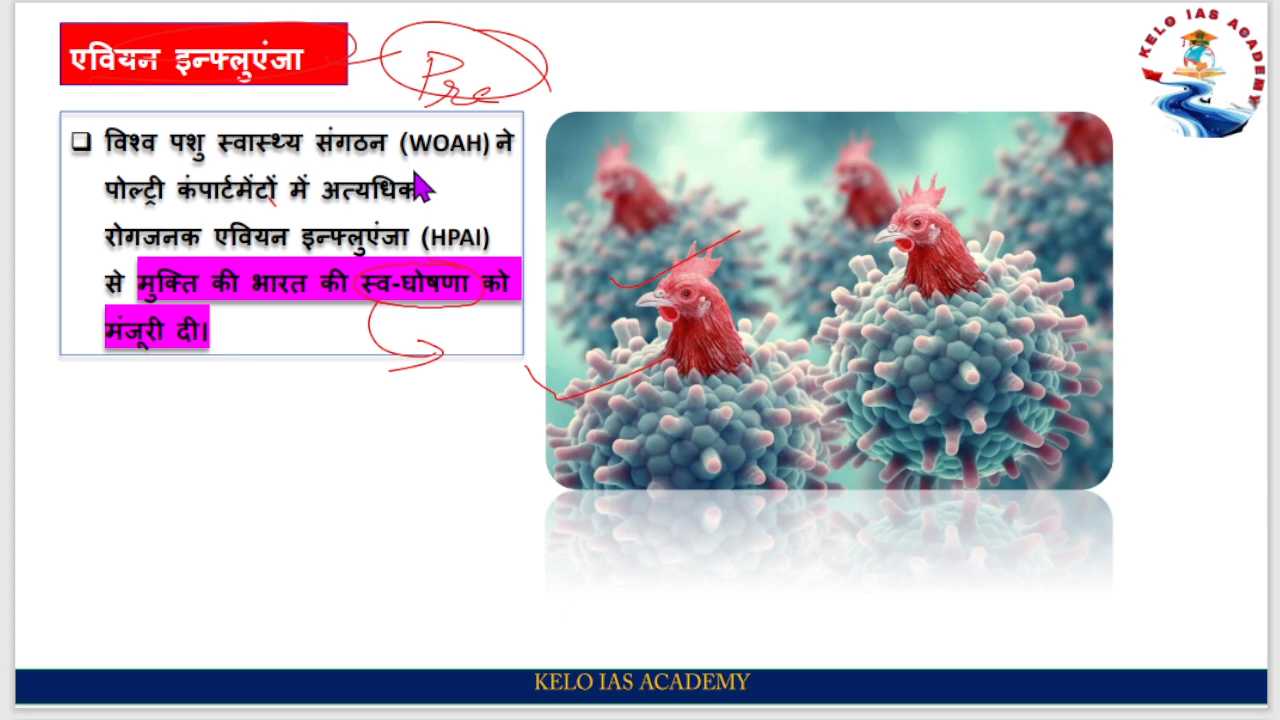 एवियन इन्फ्लुएंजा
Pre
KELO IAS ACADEMY
❑ विश्व पशु स्वास्थ्य संगठन (WOAH) ने
पोल्ट्री कंपार्टमेंटों में अत्यधिक
रोगजनक एवियन इन्फ्लुएंजा (HPAI)
से मुक्ति की भारत की स्व-घोषणा को
मंजूरी दी।
KELO IAS ACADEMY